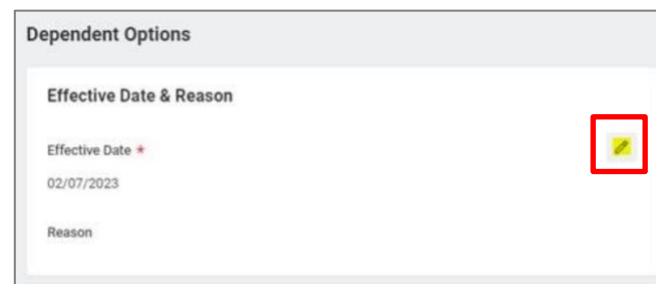 Dependent Options
Effective Date & Reason
Effective Date *
02/07/2023
Reason